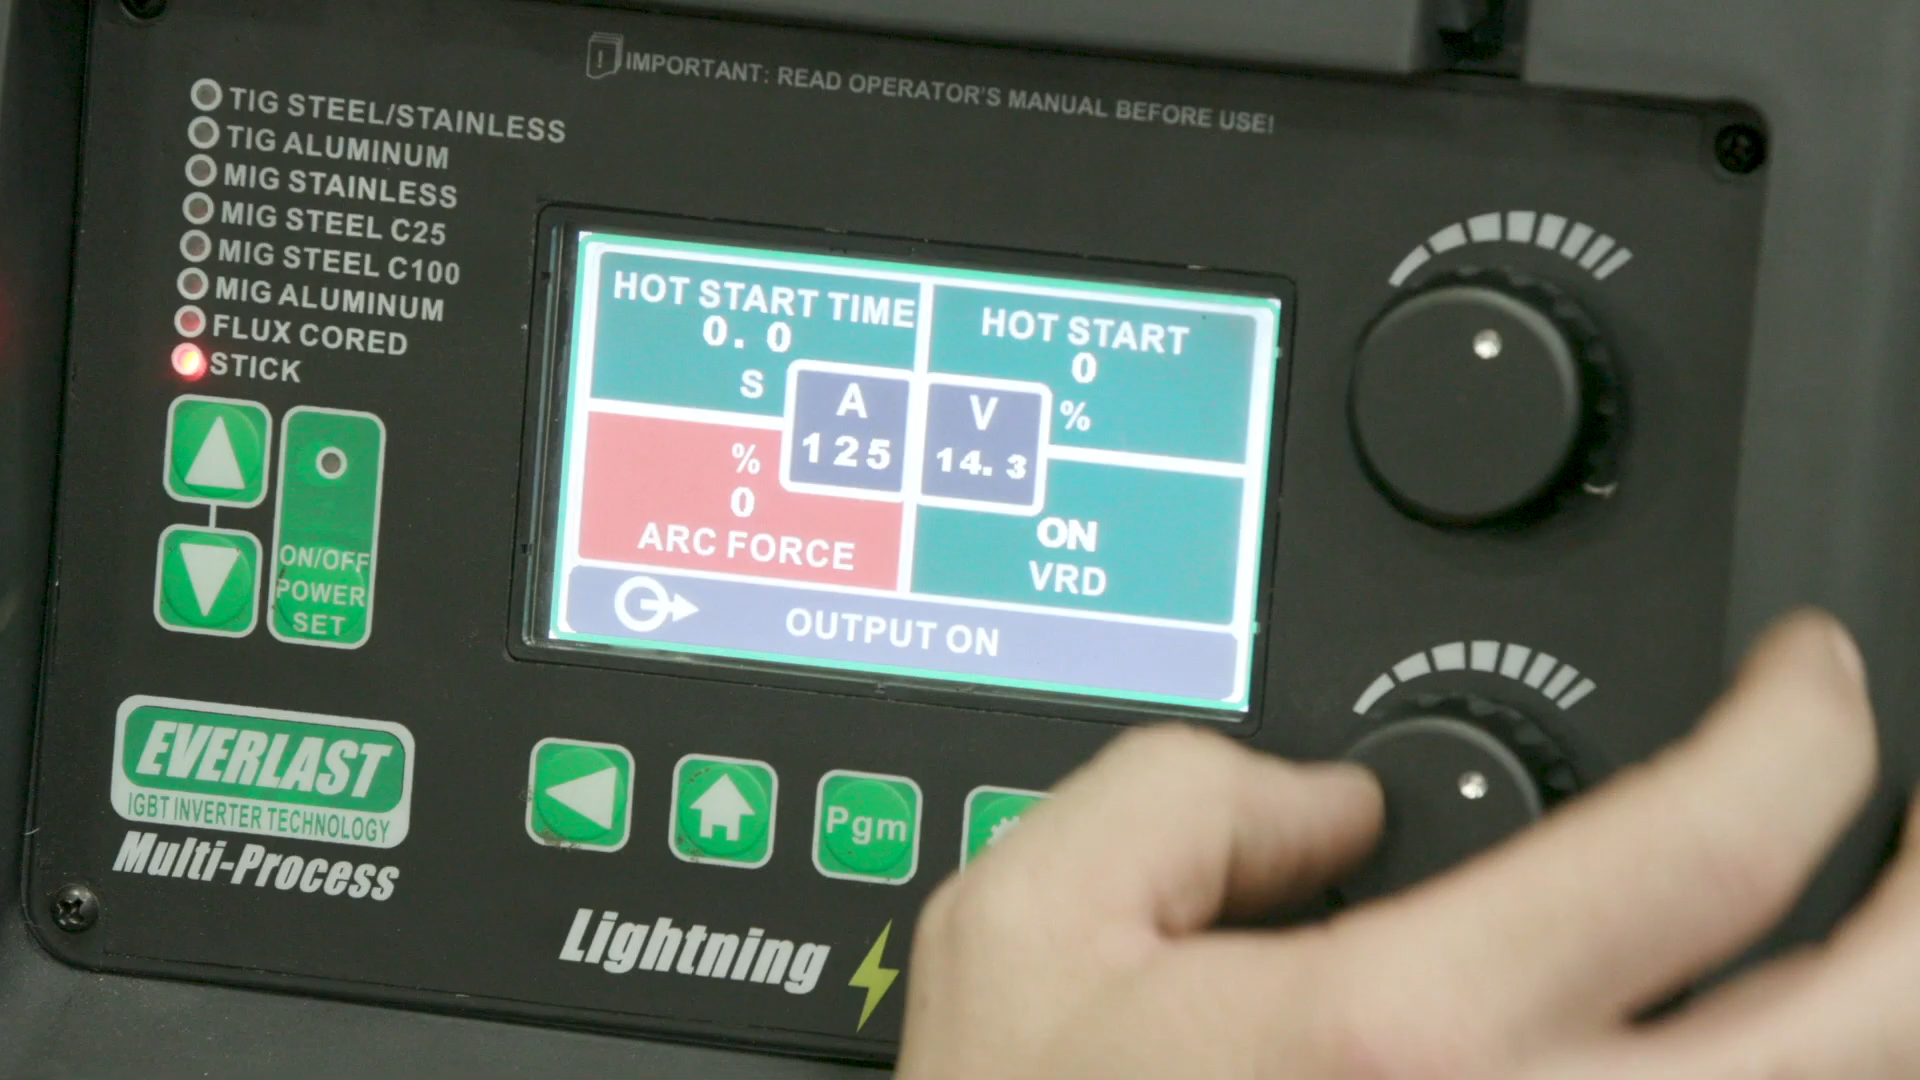 IMPORTANT: READ OPERATOR'S MANUAL BEFORE USE!
TIG STEEL/STAINLESS
TIG ALUMINUM
MIG STAINLESS
MIG STEEL C25
MIG STEEL C100
MIG ALUMINUM
FLUX CORED
STICK
ON/OFF
POWER
SET
HOT START TIME
0.0
S
HOT START
0
%
A
125
V
14.3
%
0
ARC FORCE
ON
VRD
OUTPUT ON
EVERLAST
IGBT INVERTER TECHNOLOGY
Multi-Process
Pgm
Lightning